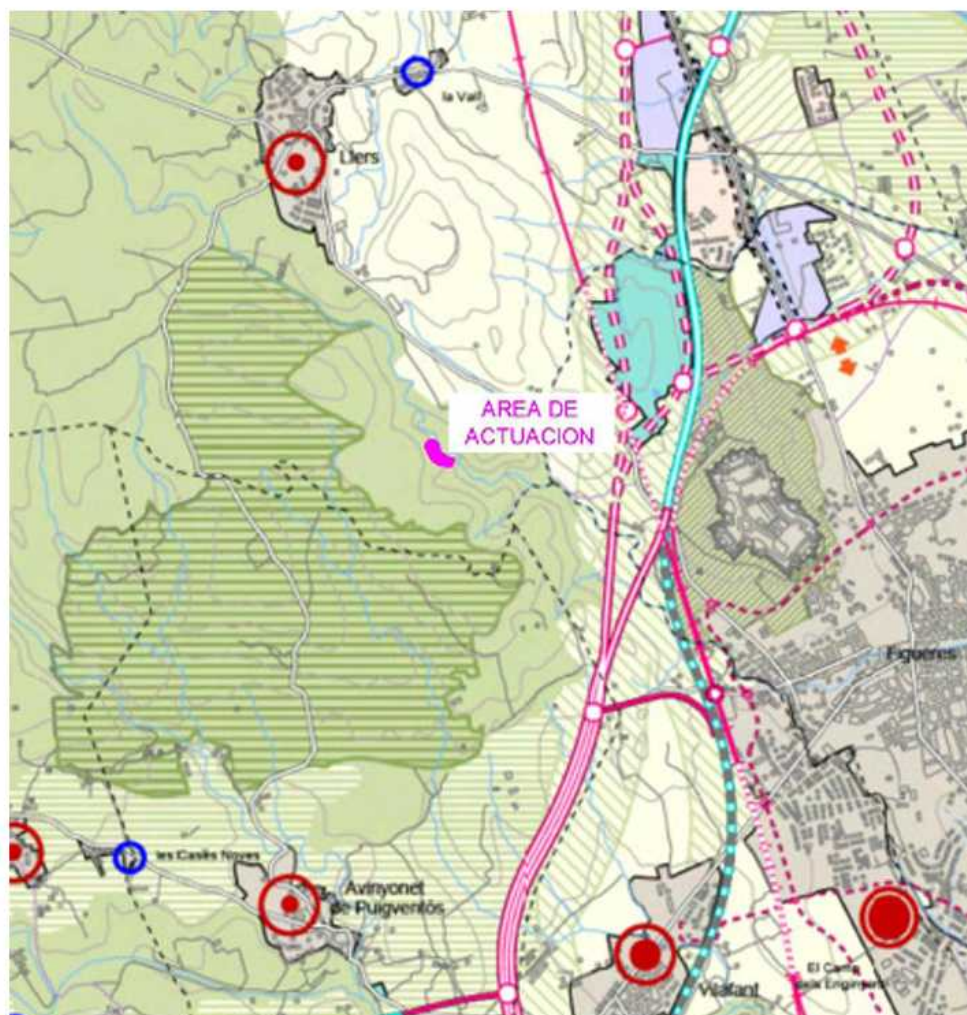 la Vall
Llers
AREA DE
ACTUACION
Figueres
les Cases Noves
Avinyonet
de Puigventós
Vilafant
El Camp
dels Enginyers